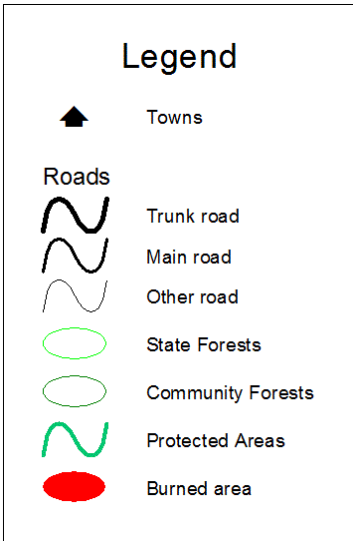 Legend
Towns
Roads
Trunk road
Main road
Other road
State Forests
Community Forests
Protected Areas
Burned area